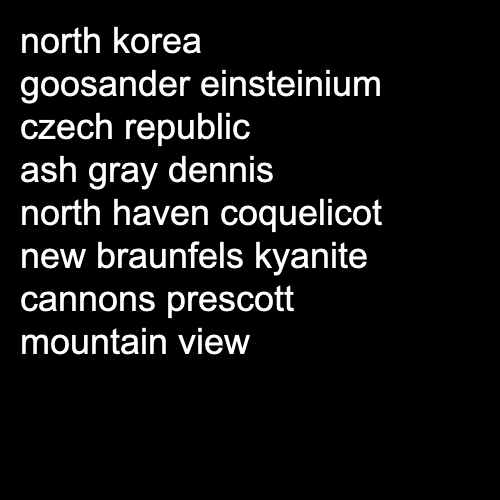 north korea
goosander einsteinium
czech republic
ash gray dennis
north haven coquelicot
new braunfels kyanite
cannons prescott
mountain view